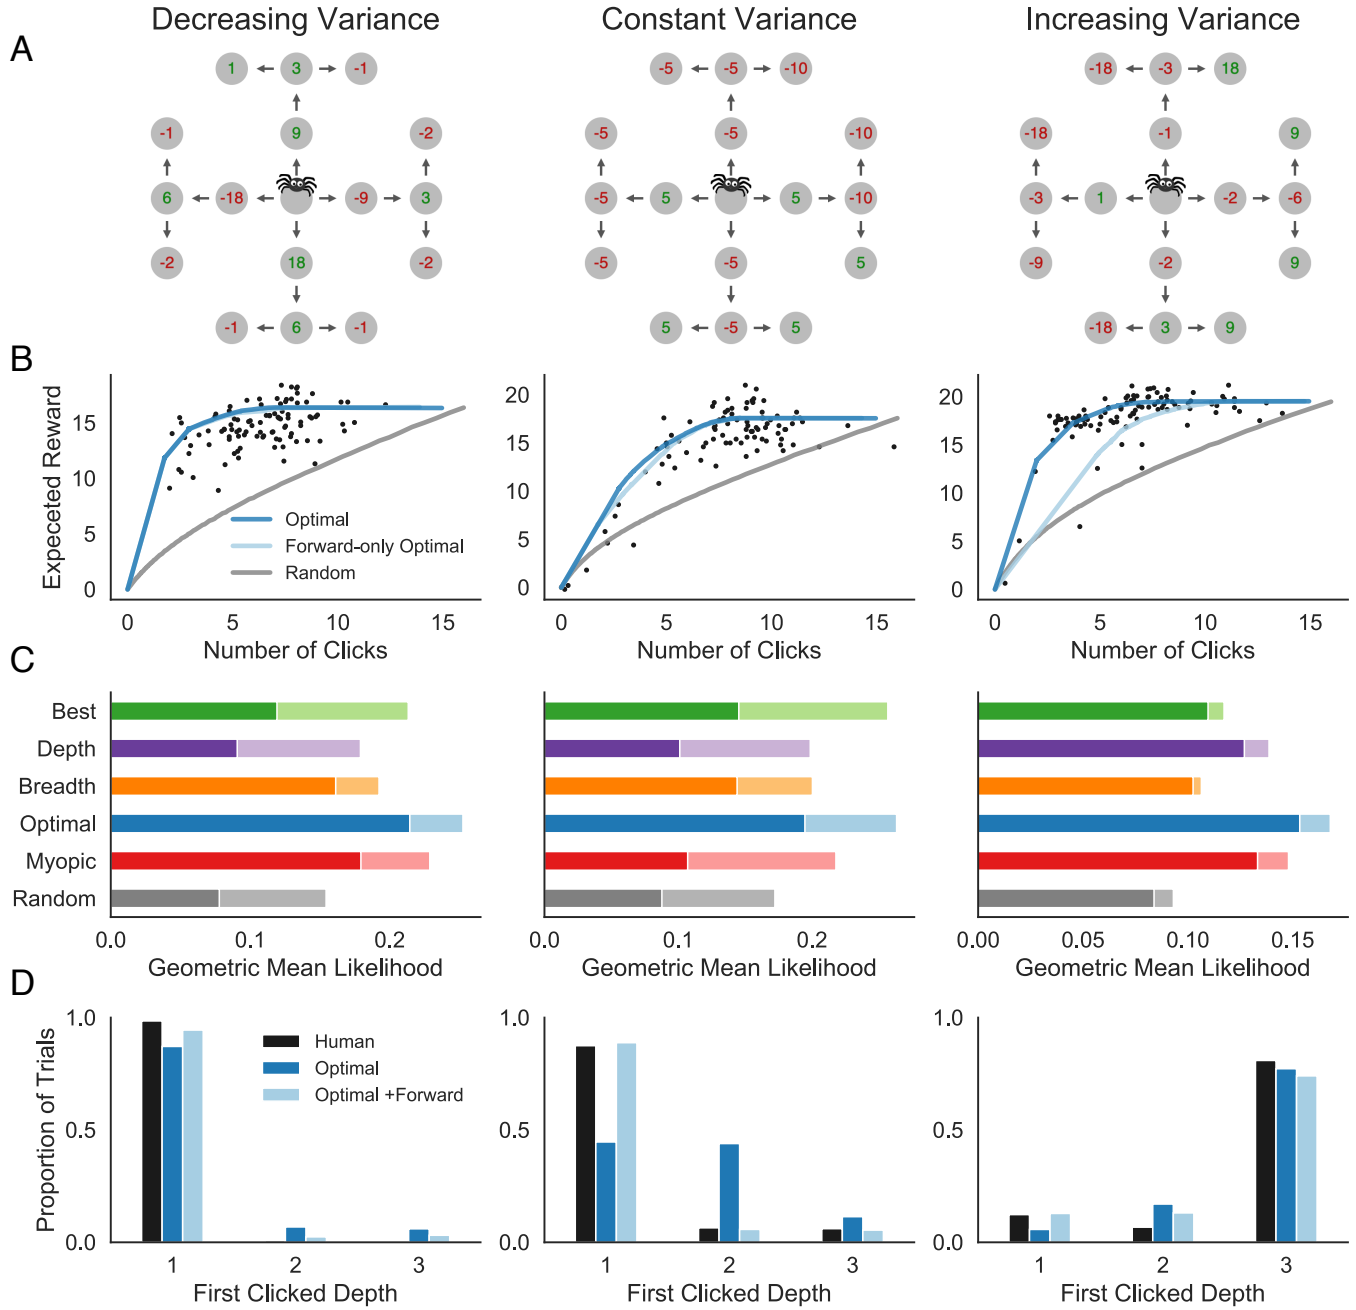 Decreasing Variance Constant Variance Increasing Variance
A
1 3 -1 -5 -5 -10 -18 -3 18
-1 9 -2 -5 -5 -10 -18 -1 9
6 -18 -9 3 -5 5 5 -10 -3 1 -2 -6
-2 18 -2 -5 -5 5 -9 -2 9
-1 6 -1 5 -5 5 -18 3 9
B
Expeceted Reward
15
10
5
0
Optimal
Forward-only Optimal
Random
0 5 10 15
Number of Clicks
20
15
10
5
0
0 5 10 15
Number of Clicks
20
15
10
5
0
0 5 10 15
Number of Clicks
C
Best
Depth
Breadth
Optimal
Myopic
Random
0.0 0.1 0.2
Geometric Mean Likelihood
0.0 0.1 0.2
Geometric Mean Likelihood
0.00 0.05 0.10 0.15
Geometric Mean Likelihood
D
Proportion of Trials
1.0
0.5
0.0
Human
Optimal
Optimal +Forward
1 2 3
First Clicked Depth
1.0
0.5
0.0
1 2 3
First Clicked Depth
1.0
0.5
0.0
1 2 3
First Clicked Depth